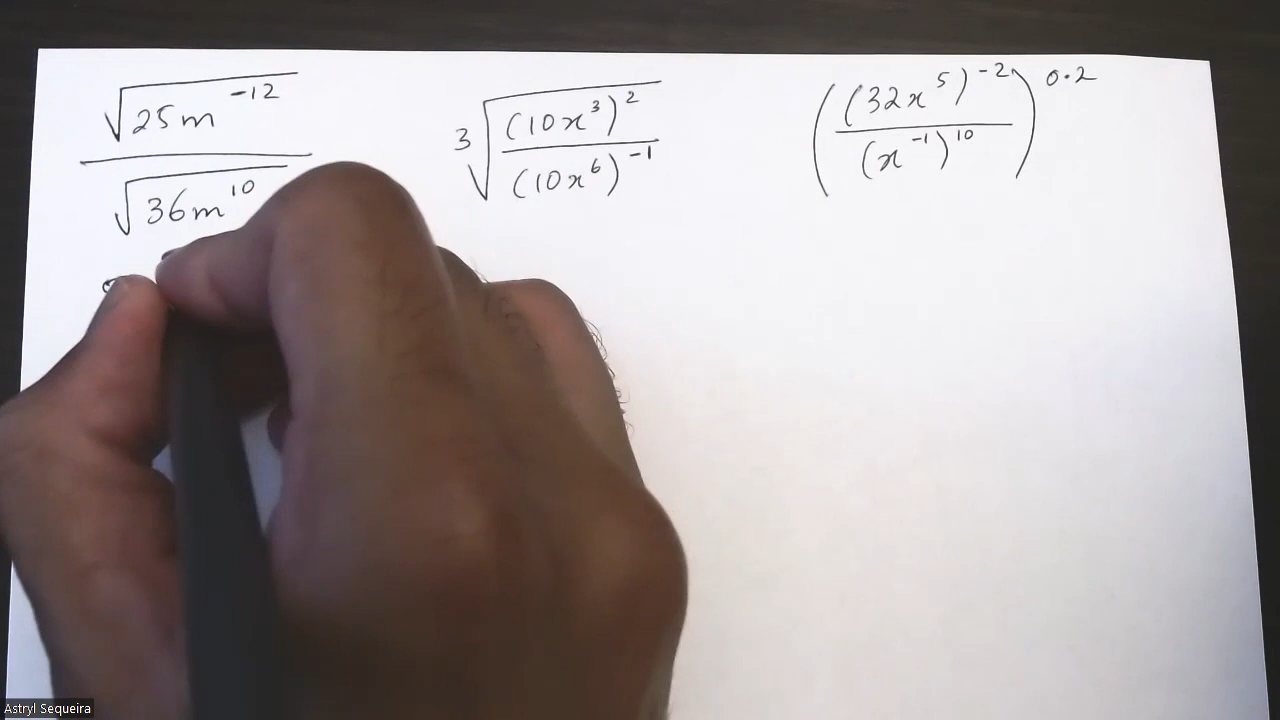 √25m^-12 / √36m^10
3√((10x^3)^2 / (10x^6)^-1)
((32x^5)^-2 / (x^-1)^10)^0.2
Astryl Sequeira